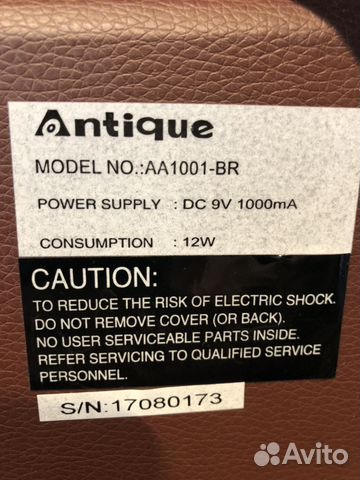 Antique
MODEL NO.:AA1001-BR
POWER SUPPLY : DC 9V 1000mA
CONSUMPTION : 12W
CAUTION:
TO REDUCE THE RISK OF ELECTRIC SHOCK.
DO NOT REMOVE COVER (OR BACK).
NO USER SERVICEABLE PARTS INSIDE.
REFER SERVICING TO QUALIFIED SERVICE
PERSONNEL.
S/N:17080173
Avito